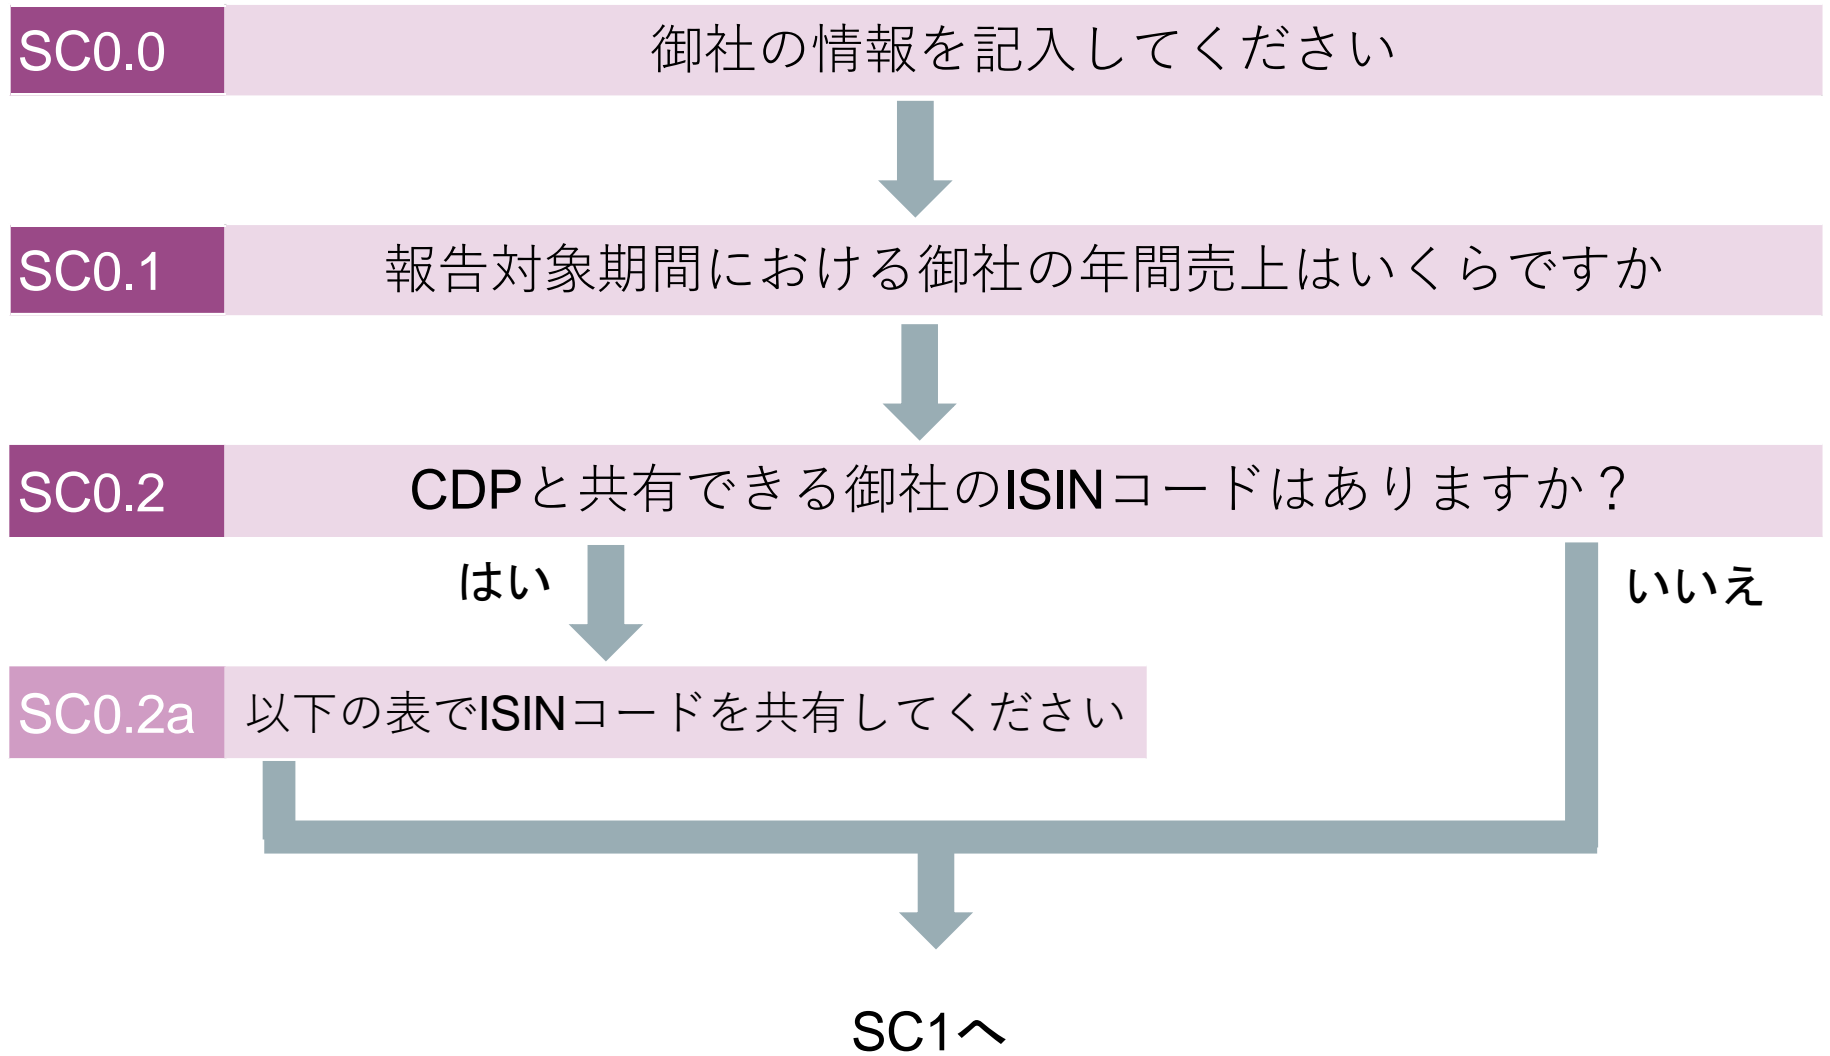 SC0.0 御社の情報を記入してください
SC0.1 報告対象期間における御社の年間売上はいくらですか
SC0.2 CDPと共有できる御社のISINコードはありますか？
はい
いいえ
SC0.2a 以下の表でISINコードを共有してください
SC1へ